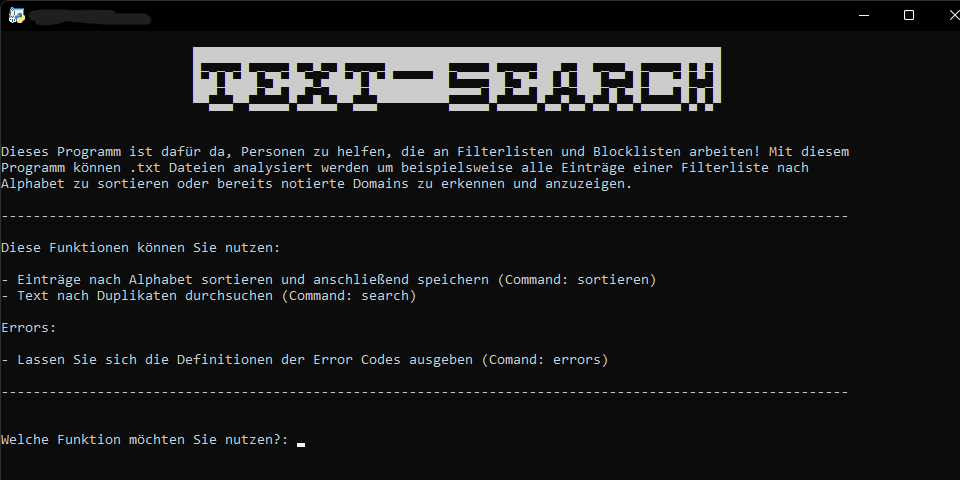 TEXT-SEARCH
Dieses Programm ist dafür da, Personen zu helfen, die an Filterlisten und Blocklisten arbeiten! Mit diesem
Programm können .txt Dateien analysiert werden um beispielsweise alle Einträge einer Filterliste nach
Alphabet zu sortieren oder bereits notierte Domains zu erkennen und anzuzeigen.
----------------------------------------------------------------------------------------------------------
Diese Funktionen können Sie nutzen:
- Einträge nach Alphabet sortieren und anschließend speichern (Command: sortieren)
- Text nach Duplikaten durchsuchen (Command: search)
Errors:
- Lassen Sie sich die Definitionen der Error Codes ausgeben (Comand: errors)
----------------------------------------------------------------------------------------------------------
Welche Funktion möchten Sie nutzen?: